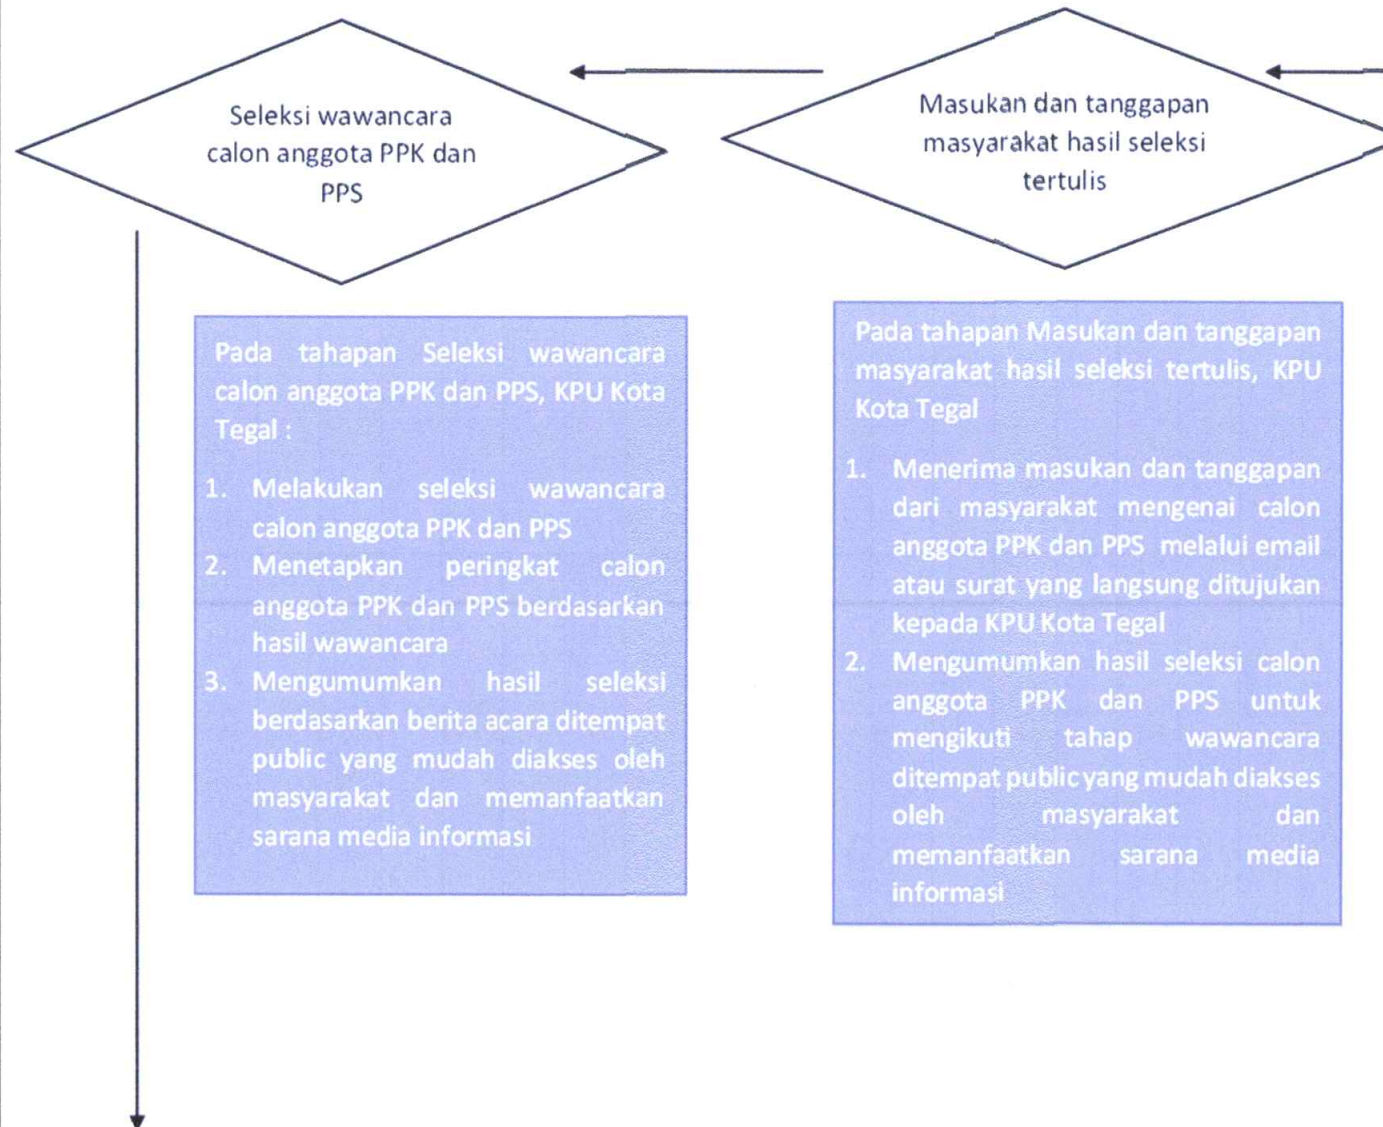 Seleksi wawancara
calon anggota PPK dan
PPS
Masukan dan tanggapan
masyarakat hasil seleksi
tertulis
Pada tahapan Seleksi wawancara
calon anggota PPK dan PPS, KPU Kota
Tegal :
1. Melakukan seleksi wawancara
calon anggota PPK dan PPS
2. Menetapkan peringkat calon
anggota PPK dan PPS berdasarkan
hasil wawancara
3. Mengumumkan hasil seleksi
berdasarkan berita acara ditempat
public yang mudah diakses oleh
masyarakat dan memanfaatkan
sarana media informasi
Pada tahapan Masukan dan tanggapan
masyarakat hasil seleksi tertulis, KPU
Kota Tegal
1. Menerima masukan dan tanggapan
dari masyarakat mengenai calon
anggota PPK dan PPS melalui email
atau surat yang langsung ditujukan
kepada KPU Kota Tegal
2. Mengumumkan hasil seleksi calon
anggota PPK dan PPS untuk
mengikuti tahap wawancara
ditempat public yang mudah diakses
oleh masyarakat dan
memanfaatkan sarana media
informasi